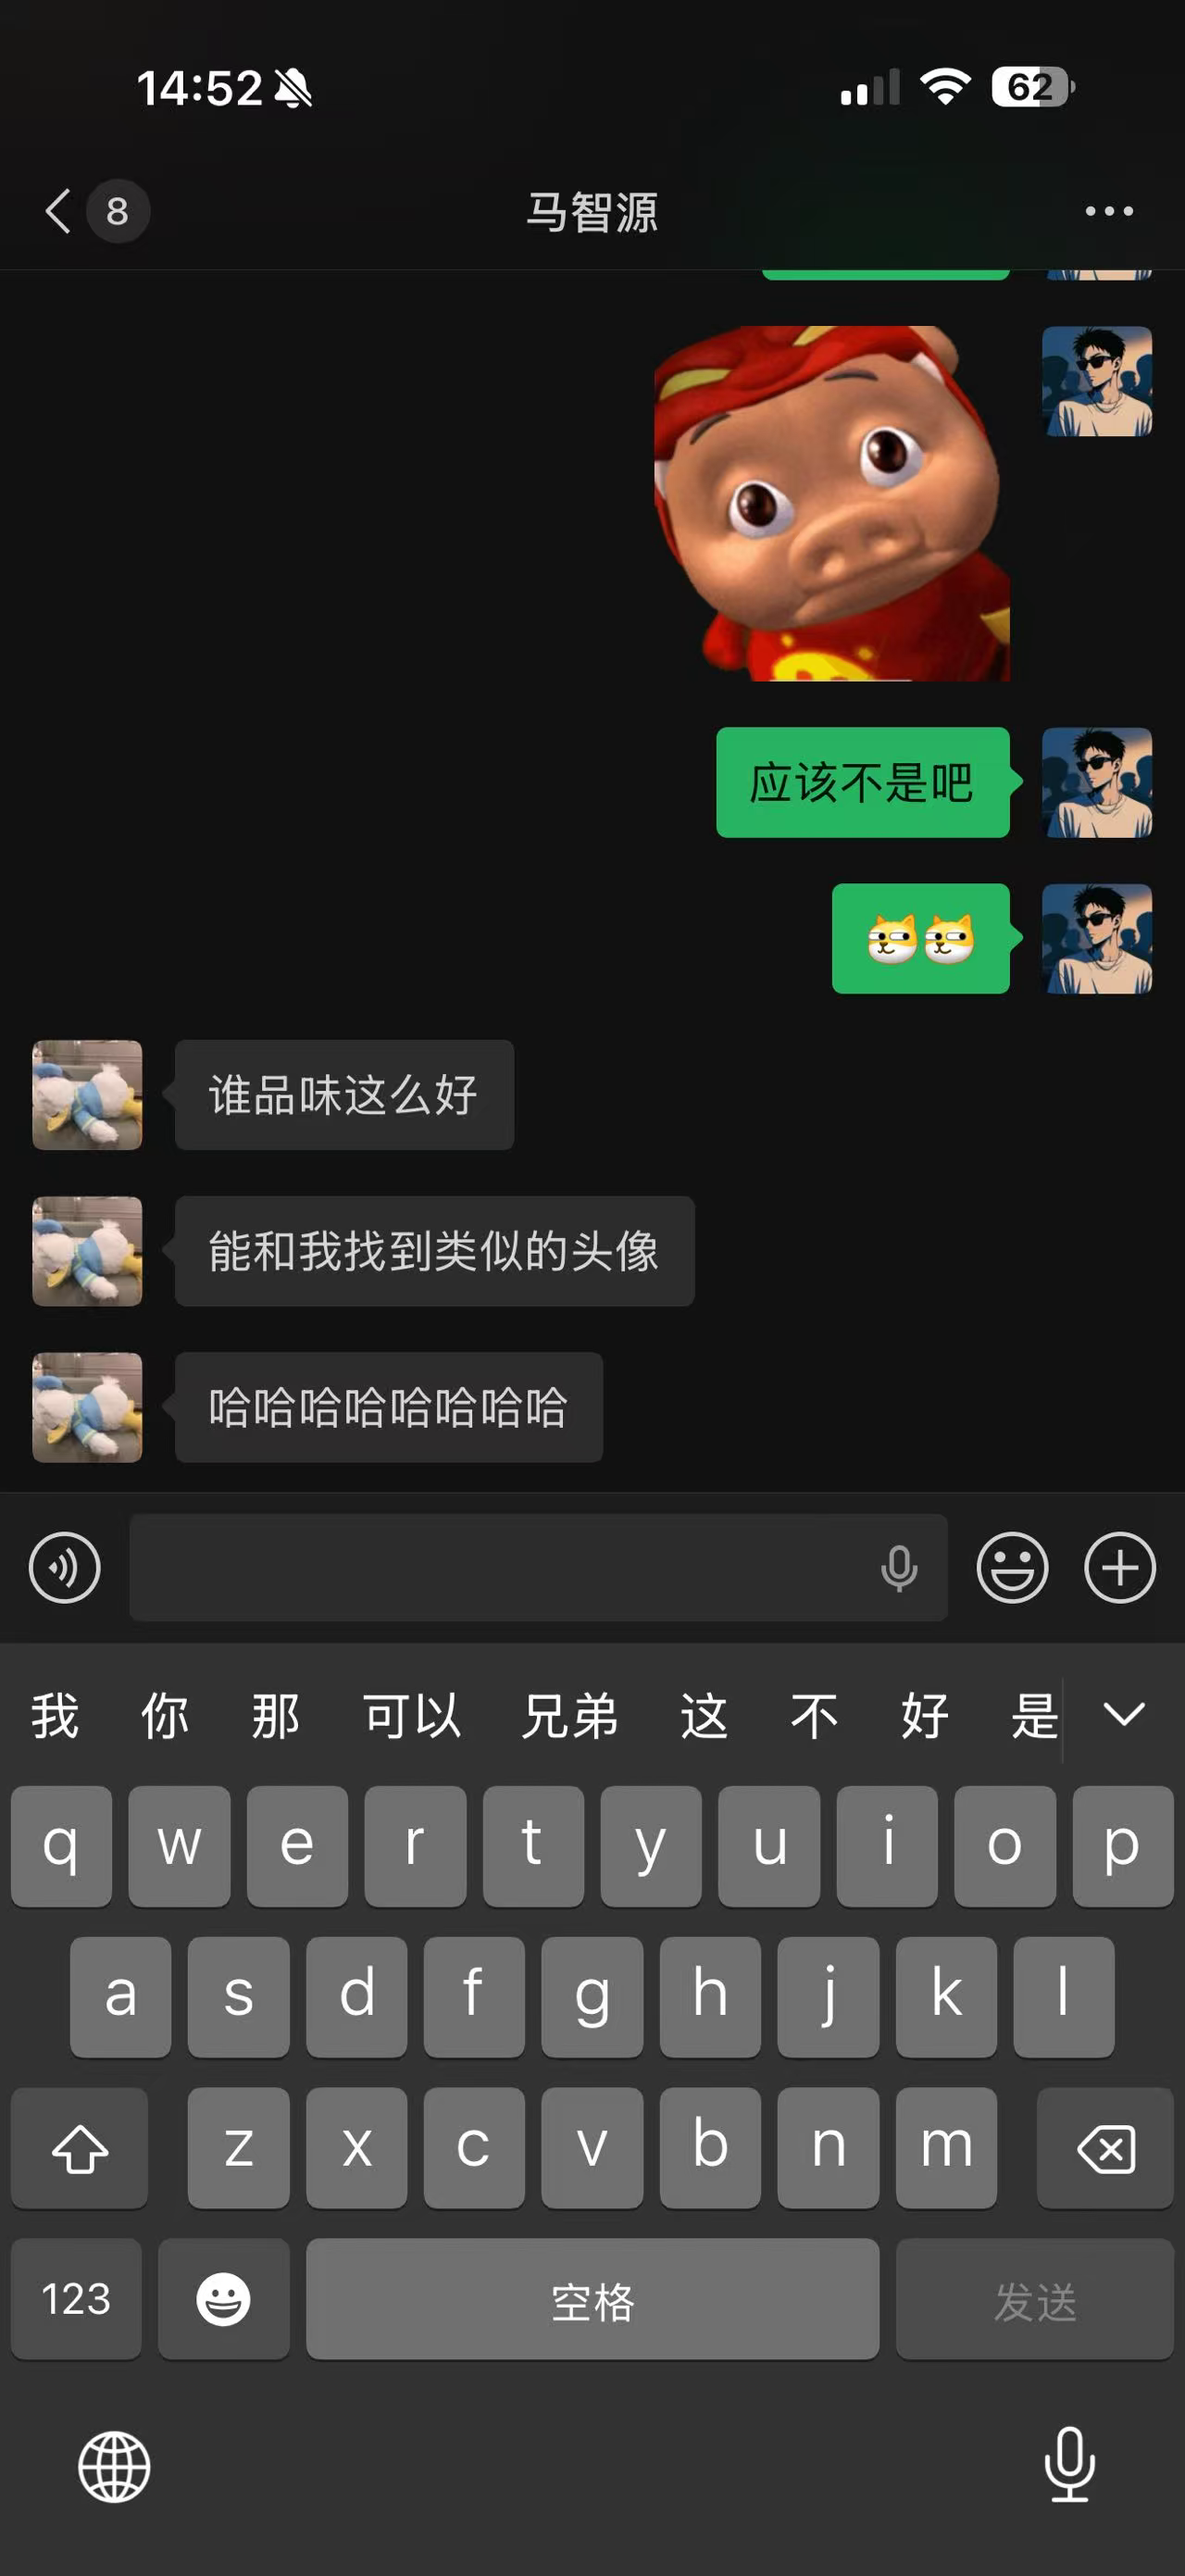 14:52
62
8
马智源
应该不是吧
谁品味这么好
能和我找到类似的头像
哈哈哈哈哈哈哈哈
我 你 那 可以 兄弟 这 不 好 是
q w e r t y u i o p
a s d f g h j k l
z x c v b n m
123 空格 发送